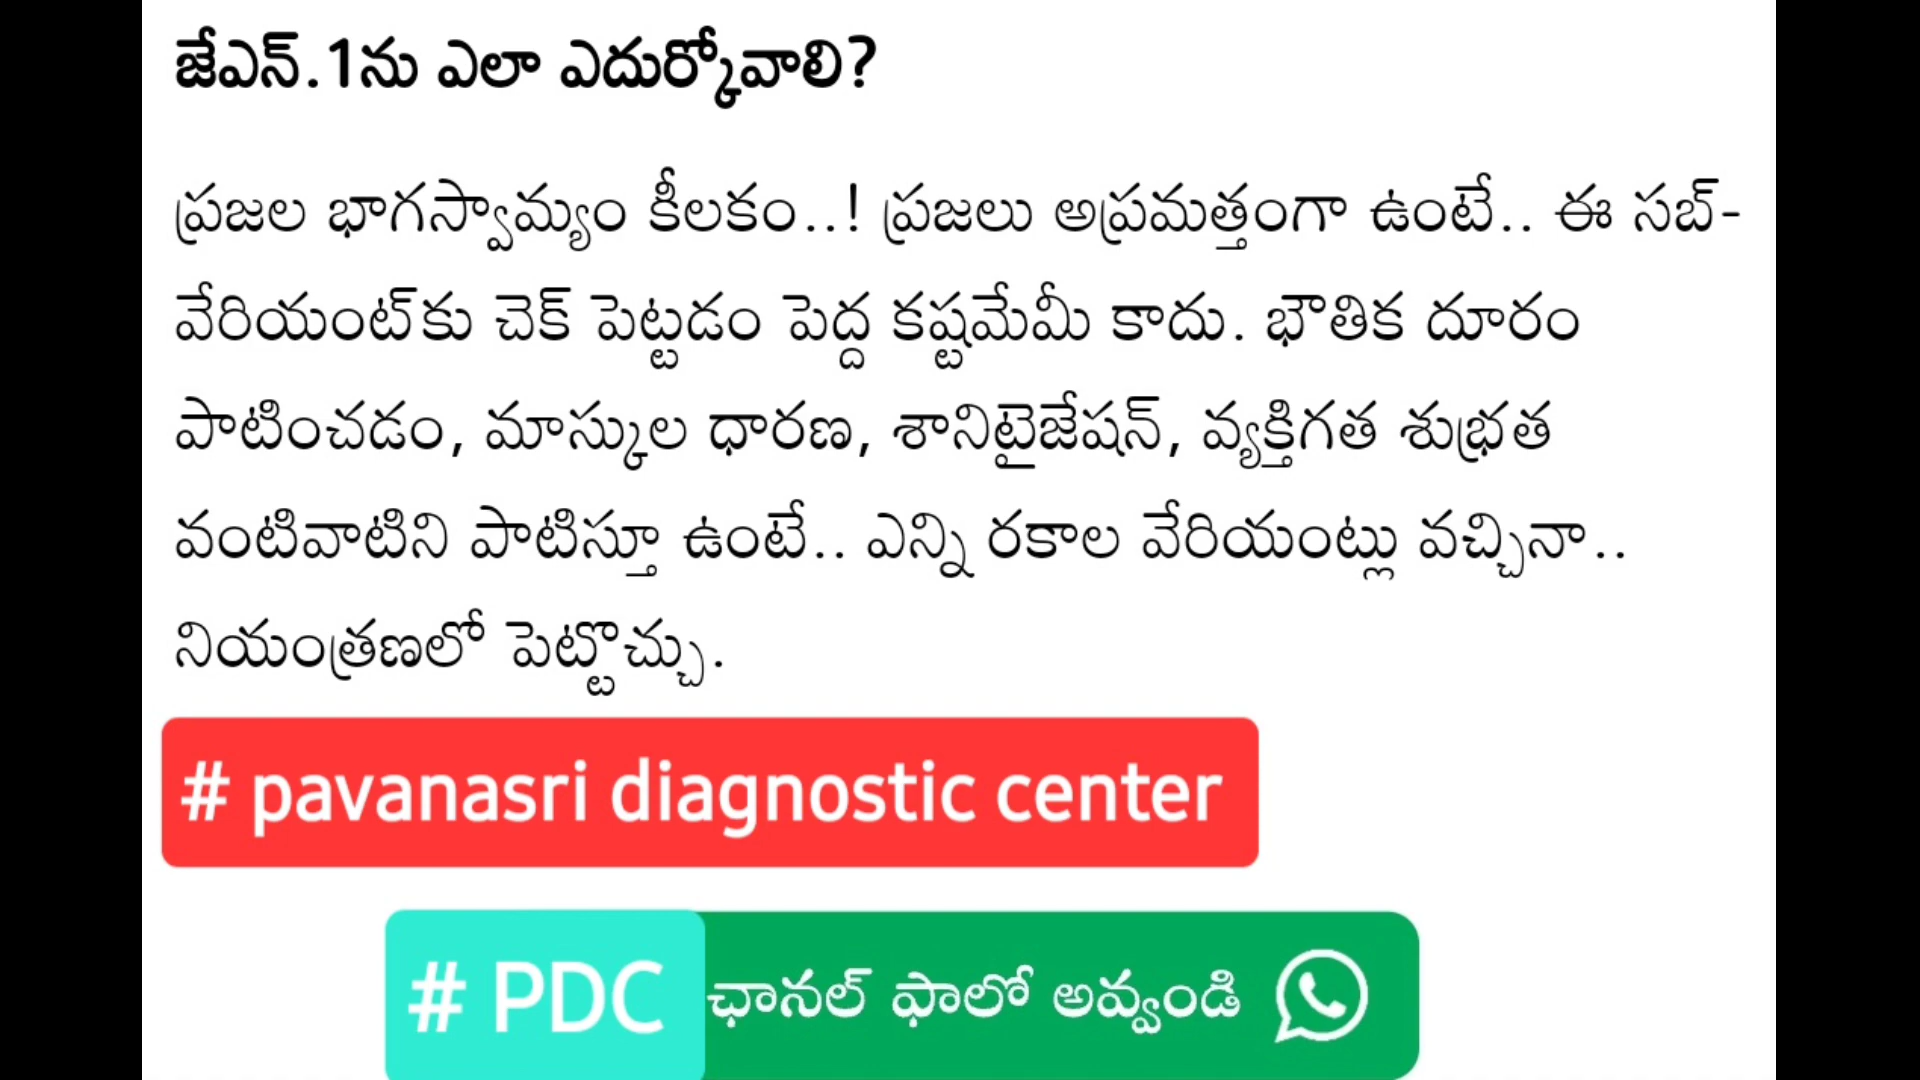 జేఎన్.1ను ఎలా ఎదుర్కోవాలి?
ప్రజల భాగస్వామ్యం కీలకం..! ప్రజలు అప్రమత్తంగా ఉంటే.. ఈ సబ్-
వేరియంట్‌కు చెక్ పెట్టడం పెద్ద కష్టమేమీ కాదు. భౌతిక దూరం
పాటించడం, మాస్కుల ధారణ, శానిటైజేషన్, వ్యక్తిగత శుభ్రత
వంటివాటిని పాటిస్తూ ఉంటే.. ఎన్ని రకాల వేరియంట్లు వచ్చినా..
నియంత్రణలో పెట్టొచ్చు.
# pavanasri diagnostic center
# PDC ఛానల్ ఫాలో అవ్వండి